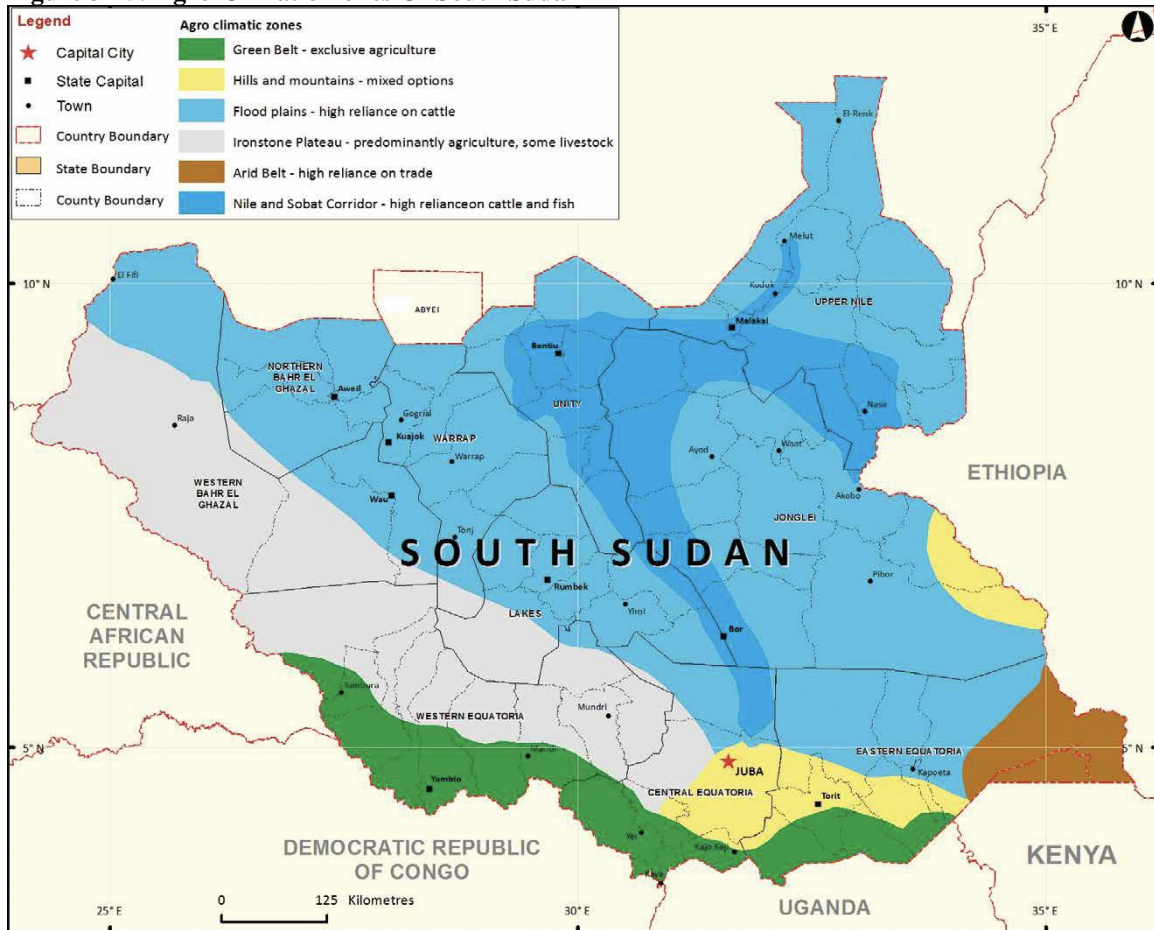 Legend
Capital City
State Capital
Town
Country Boundary
State Boundary
County Boundary
Agro climatic zones
Green Belt - exclusive agriculture
Hills and mountains - mixed options
Flood plains - high reliance on cattle
Ironstone Plateau - predominantly agriculture, some livestock
Arid Belt - high reliance on trade
Nile and Sobat Corridor - high relianceon cattle and fish
35° E
El-Renk
Melut
El Fifi
10° N
10° N
Kodok
UPPER NILE
ABYEI
Malakal
Bentiu
NORTHERN
BAHR EL
GHAZAL
Aweil
UNITY
Nasir
Raja
Gogrial
Kuajok
WARRAP
Warrap
Ayod
Waat
ETHIOPIA
WESTERN
BAHR EL
GHAZAL
Wau
Akobo
JONGLEI
Tonj
SOUTH SUDAN
Rumbek
Pibor
CENTRAL
AFRICAN
REPUBLIC
LAKES
Yirol
Bor
WESTERN EQUATORIA
Mundri
5° N
5° N
EASTERN EQUATORIA
Kapoeta
JUBA
Yambio
CENTRAL EQUATORIA
Torit
Yei
Kajo Keji
DEMOCRATIC REPUBLIC
OF CONGO
KENYA
25° E
0 125 Kilometres
30° E
UGANDA
35° E